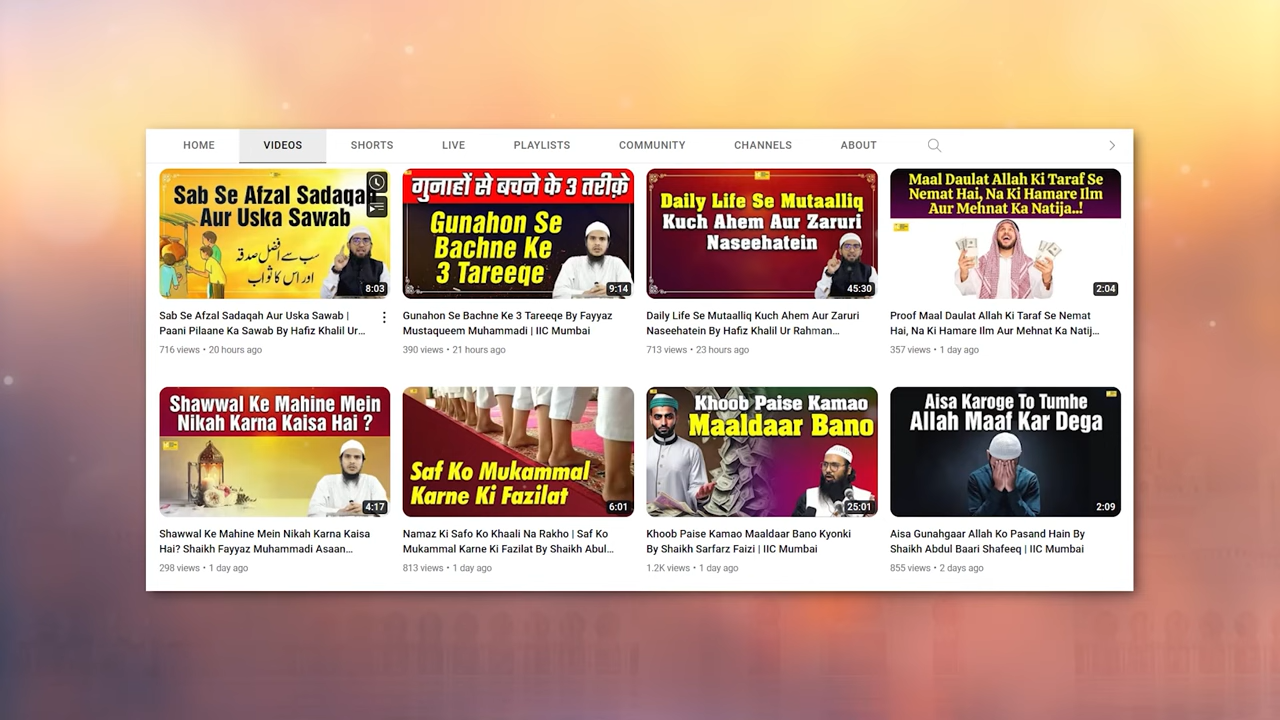 HOME VIDEOS SHORTS LIVE PLAYLISTS COMMUNITY CHANNELS ABOUT
Sab Se Afzal Sadaqah
Aur Uska Sawab
سب سے افضل صدقہ
اور اس کا ثواب
8:03
गुनाहों से बचने के 3 तरीक़े
Gunahon Se
Bachne Ke
3 Tareeqe
9:14
Daily Life Se Mutaalliq
Kuch Ahem Aur Zaruri
Naseehatein
45:30
Maal Daulat Allah Ki Taraf Se
Nemat Hai, Na Ki Hamare Ilm
Aur Mehnat Ka Natija..!
2:04
Sab Se Afzal Sadaqah Aur Uska Sawab |
Paani Pilaane Ka Sawab By Hafiz Khalil Ur...
716 views • 20 hours ago
Gunahon Se Bachne Ke 3 Tareeqe By Fayyaz
Mustaqueem Muhammadi | IIC Mumbai
390 views • 21 hours ago
Daily Life Se Mutaalliq Kuch Ahem Aur Zaruri
Naseehatein By Hafiz Khalil Ur Rahman...
713 views • 23 hours ago
Proof Maal Daulat Allah Ki Taraf Se Nemat
Hai, Na Ki Hamare Ilm Aur Mehnat Ka Natij...
357 views • 1 day ago
Shawwal Ke Mahine Mein
Nikah Karna Kaisa Hai ?
4:17
Saf Ko Mukammal
Karne Ki Fazilat
6:01
Khoob Paise Kamao
Maaldaar Bano
25:01
Aisa Karoge To Tumhe
Allah Maaf Kar Dega
2:09
Shawwal Ke Mahine Mein Nikah Karna Kaisa
Hai? Shaikh Fayyaz Muhammadi Asaan...
298 views • 1 day ago
Namaz Ki Safo Ko Khaali Na Rakho | Saf Ko
Mukammal Karne Ki Fazilat By Shaikh Abul...
813 views • 1 day ago
Khoob Paise Kamao Maaldaar Bano Kyonki
By Shaikh Sarfarz Faizi | IIC Mumbai
1.2K views • 1 day ago
Aisa Gunahgaar Allah Ko Pasand Hain By
Shaikh Abdul Baari Shafeeq | IIC Mumbai
855 views • 2 days ago